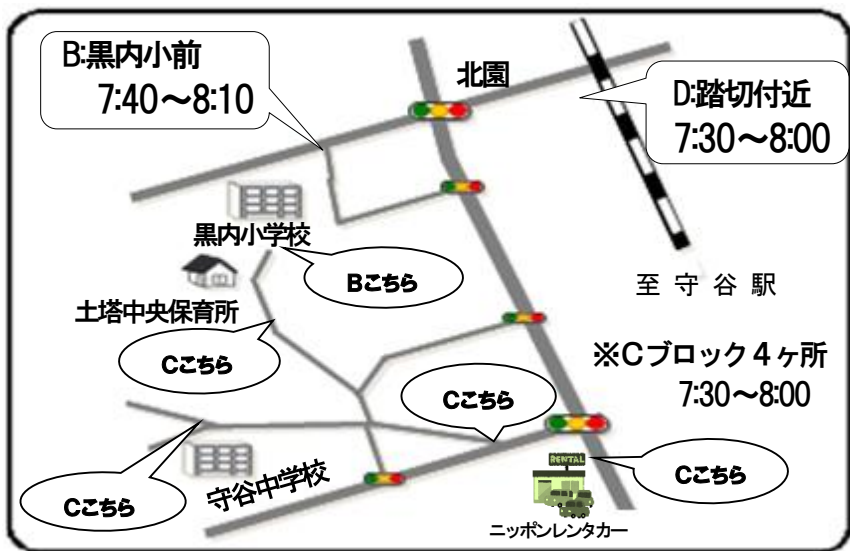 B:黒内小前
7:40～8:10
北園
D:踏切付近
7:30～8:00
黒内小学校
Bこちら
至守谷駅
土塔中央保育所
Cこちら
※Cブロック４ヶ所
7:30～8:00
Cこちら
Cこちら
守谷中学校
RENTAL
Cこちら
ニッポンレンタカー